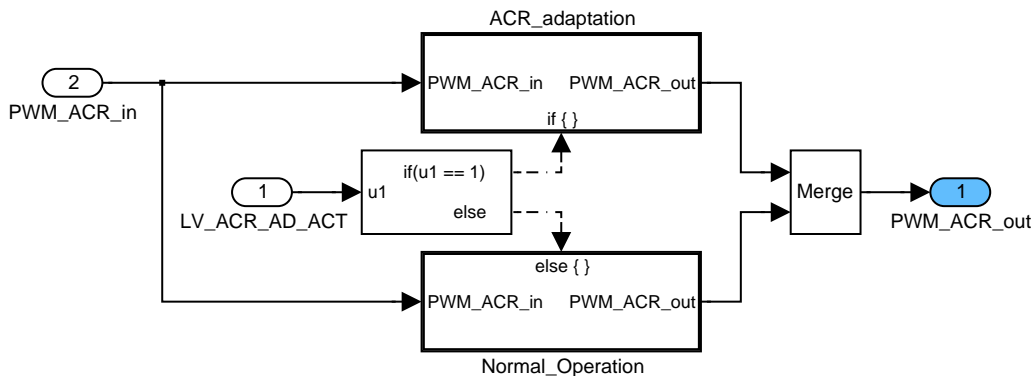 ACR_adaptation
2
PWM_ACR_in
PWM_ACR_in
PWM_ACR_out
if { }
1
LV_ACR_AD_ACT
u1
if(u1 == 1)
else
Merge
1
PWM_ACR_out
else { }
PWM_ACR_in
PWM_ACR_out
Normal_Operation